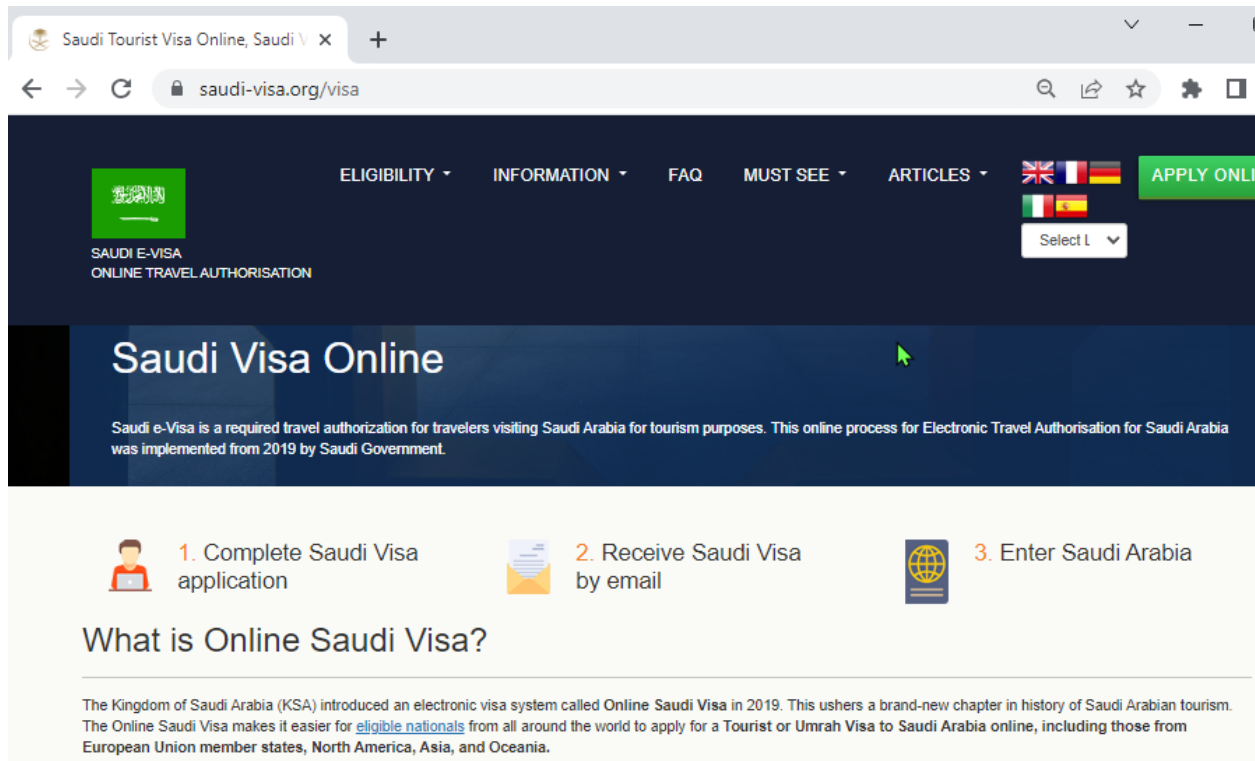 Saudi Tourist Visa Online, Saudi V
saudi-visa.org/visa
ELIGIBILITY
INFORMATION
FAQ
MUST SEE
ARTICLES
APPLY ONLI
Select L
SAUDI E-VISA
ONLINE TRAVEL AUTHORISATION
Saudi Visa Online
Saudi e-Visa is a required travel authorization for travelers visiting Saudi Arabia for tourism purposes. This online process for Electronic Travel Authorisation for Saudi Arabia
was implemented from 2019 by Saudi Government.
1. Complete Saudi Visa
application
2. Receive Saudi Visa
by email
3. Enter Saudi Arabia
What is Online Saudi Visa?
The Kingdom of Saudi Arabia (KSA) introduced an electronic visa system called Online Saudi Visa in 2019. This ushers a brand-new chapter in history of Saudi Arabian tourism.
The Online Saudi Visa makes it easier for eligible nationals from all around the world to apply for a Tourist or Umrah Visa to Saudi Arabia online, including those from
European Union member states, North America, Asia, and Oceania.